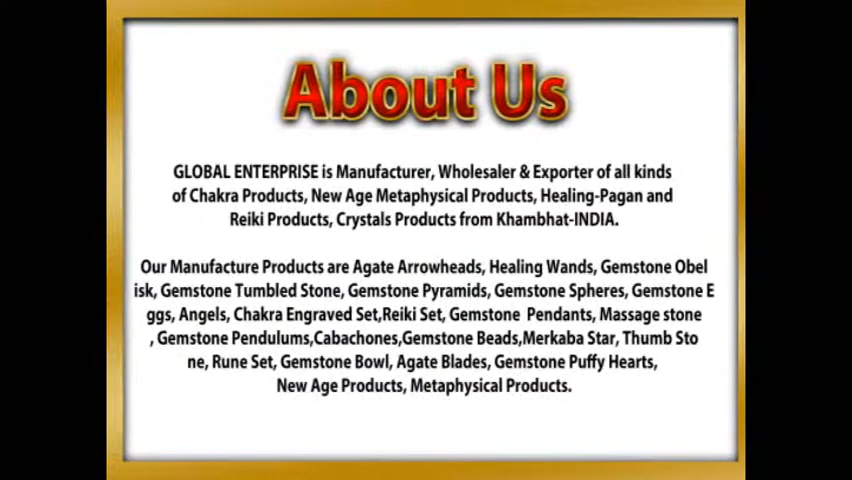 About Us
GLOBAL ENTERPRISE is Manufacturer, Wholesaler & Exporter of all kinds
of Chakra Products, New Age Metaphysical Products, Healing-Pagan and
Reiki Products, Crystals Products from Khambhat-INDIA.
Our Manufacture Products are Agate Arrowheads, Healing Wands, Gemstone Obel
isk, Gemstone Tumbled Stone, Gemstone Pyramids, Gemstone Spheres, Gemstone E
ggs, Angels, Chakra Engraved Set,Reiki Set, Gemstone  Pendants, Massage stone
, Gemstone Pendulums,Cabachones,Gemstone Beads,Merkaba Star, Thumb Sto
ne, Rune Set, Gemstone Bowl, Agate Blades, Gemstone Puffy Hearts,
New Age Products, Metaphysical Products.